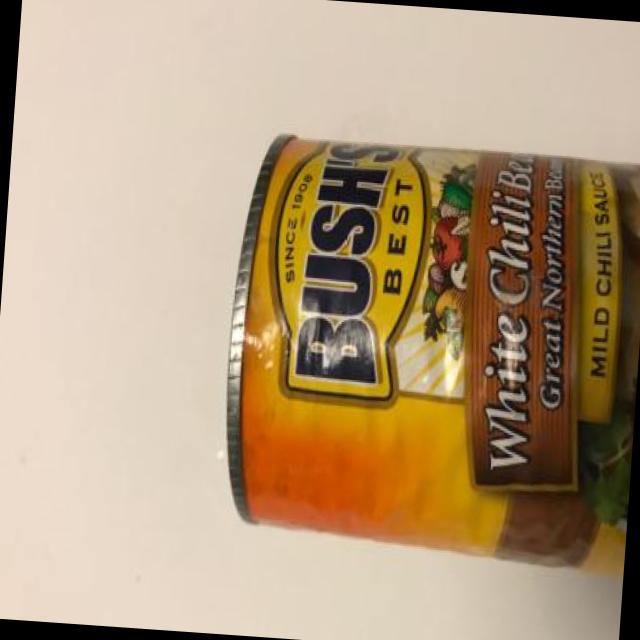 SINCE 1908
BUSH'S
BEST
White Chili
Great Northern
MILD CHILI SAUCE